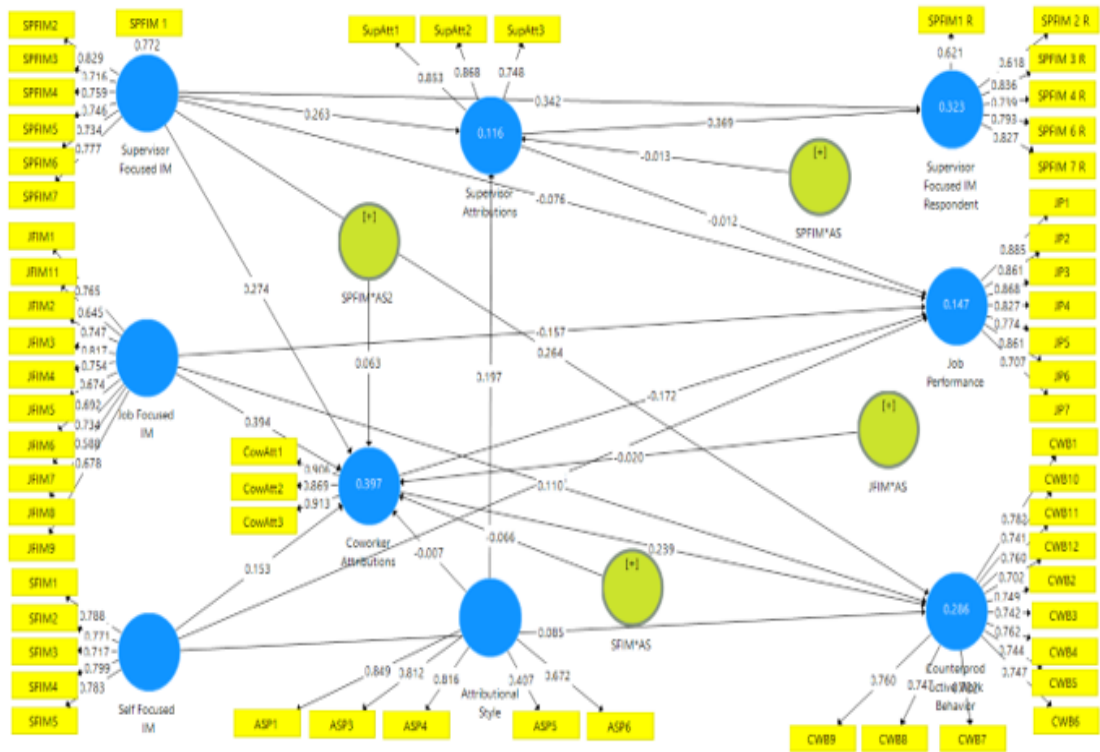 SPFIM2
SPFIM 1
SPFIM3
SPFIM4
SPFIM5
SPFIM6
SPFIM7
0.772
0.829
0.716
0.759
0.746
0.734
0.777
Supervisor
Focused IM
JFIM1
JFIM11
JFIM2
JFIM3
JFIM4
JFIM5
JFIM6
JFIM7
JFIM8
JFIM9
0.765
0.645
0.747
0.817
0.754
0.674
0.692
0.734
0.588
0.678
Job Focused
IM
SFIM1
SFIM2
SFIM3
SFIM4
SFIM5
0.788
0.771
0.717
0.799
0.783
Self Focused
IM
SupAtt1
SupAtt2
SupAtt3
0.853
0.868
0.748
0.116
Supervisor
Attributions
0.263
0.342
0.369
-0.013
-0.076
-0.012
[+]
SPFIM*AS2
[+]
SPFIM*AS
0.274
0.063
0.197
-0.157
0.264
-0.172
0.394
-0.020
0.110
0.153
-0.007
-0.066
0.239
0.085
CowAtt1
CowAtt2
CowAtt3
0.906
0.869
0.913
0.397
Coworker
Attributions
[+]
JFIM*AS
[+]
SFIM*AS
Attributional
Style
0.849
0.812
0.816
0.407
0.672
ASP1
ASP3
ASP4
ASP5
ASP6
SPFIM1 R
SPFIM 2 R
SPFIM 3 R
SPFIM 4 R
SPFIM 6 R
SPFIM 7 R
0.621
0.618
0.836
0.739
0.793
0.827
0.323
Supervisor
Focused IM
Respondent
JP1
JP2
JP3
JP4
JP5
JP6
JP7
0.885
0.861
0.868
0.827
0.774
0.861
0.707
0.147
Job
Performance
CWB1
CWB10
CWB11
CWB12
CWB2
CWB3
CWB4
CWB5
CWB6
0.782
0.741
0.760
0.702
0.749
0.742
0.762
0.744
0.747
0.286
Counterprod
Behavior
0.760
CWB9
CWB8
CWB7